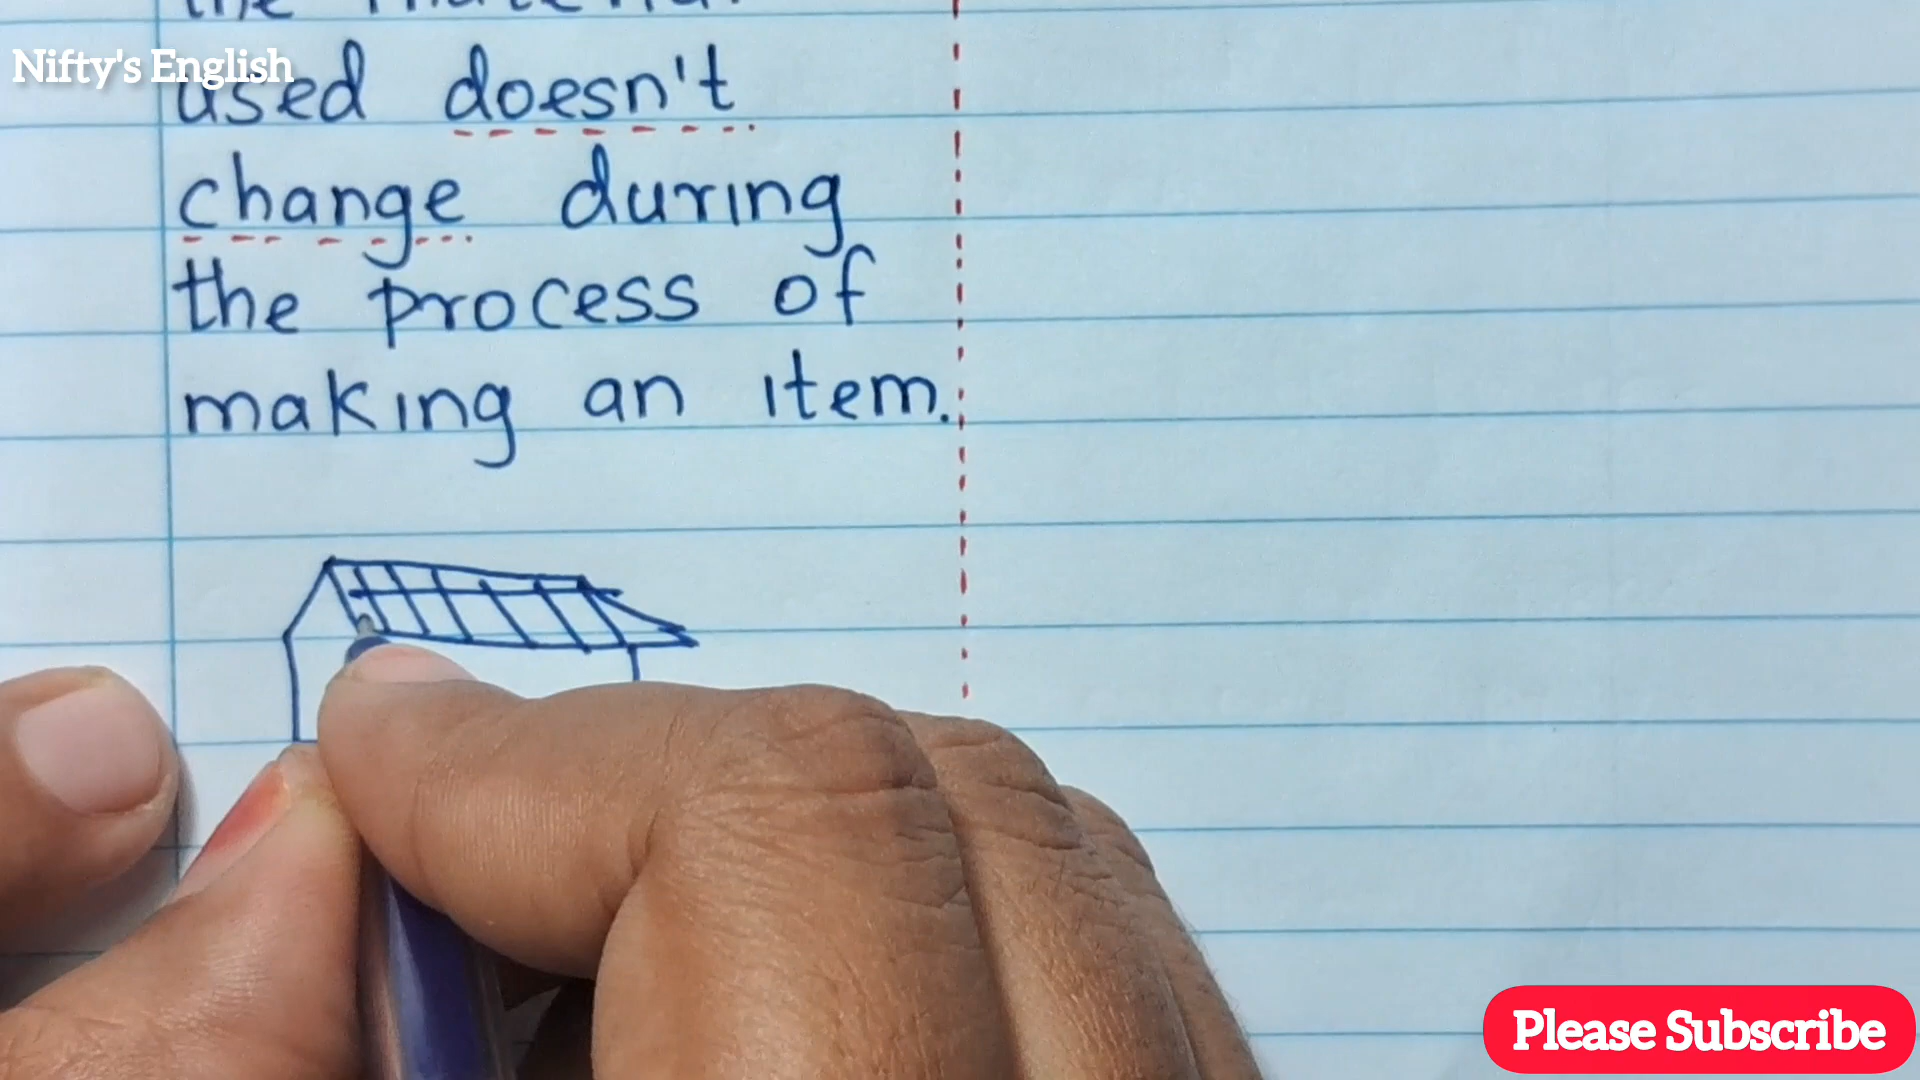 Nifty's English
used doesn't
change during
the process of
making an item.
Please Subscribe